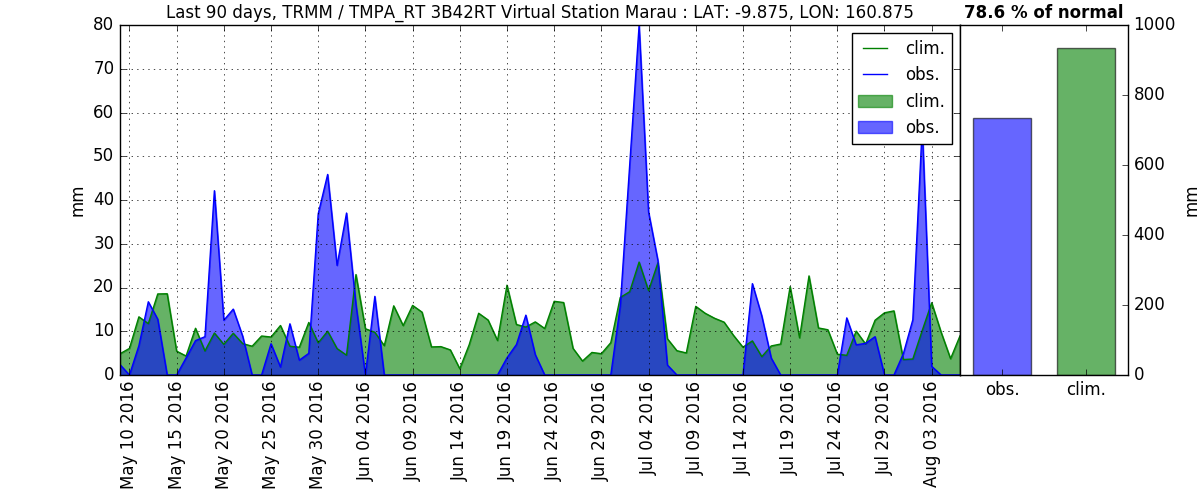 Last 90 days, TRMM / TMPA_RT 3B42RT Virtual Station Marau : LAT: -9.875, LON: 160.875
78.6 % of normal
80
70
60
50
40
30
20
10
0
mm
clim.
obs.
clim.
obs.
1000
800
600
400
200
0
mm
obs.
clim.
May 10 2016
May 15 2016
May 20 2016
May 25 2016
May 30 2016
Jun 04 2016
Jun 09 2016
Jun 14 2016
Jun 19 2016
Jun 24 2016
Jun 29 2016
Jul 04 2016
Jul 09 2016
Jul 14 2016
Jul 19 2016
Jul 24 2016
Jul 29 2016
Aug 03 2016